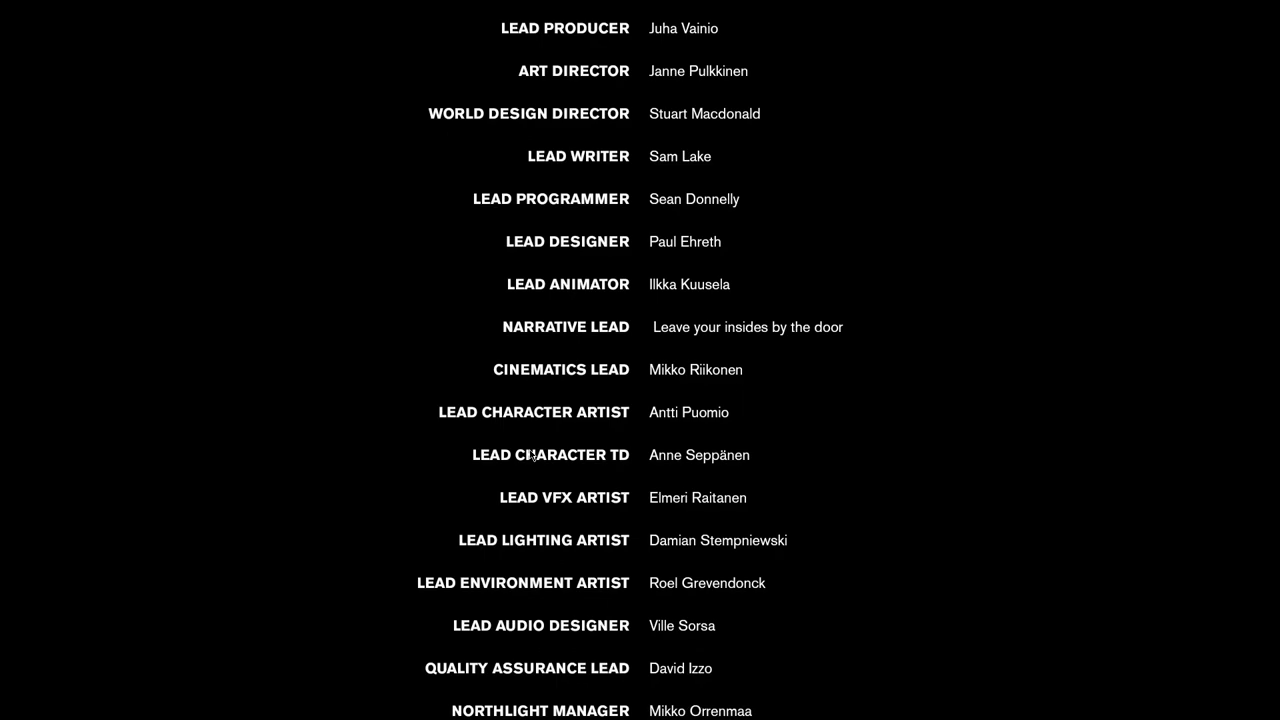 LEAD PRODUCER Juha Vainio
ART DIRECTOR Janne Pulkkinen
WORLD DESIGN DIRECTOR Stuart Macdonald
LEAD WRITER Sam Lake
LEAD PROGRAMMER Sean Donnelly
LEAD DESIGNER Paul Ehreth
LEAD ANIMATOR Ilkka Kuusela
NARRATIVE LEAD Leave your insides by the door
CINEMATICS LEAD Mikko Riikonen
LEAD CHARACTER ARTIST Antti Puomio
LEAD CHARACTER TD Anne Seppänen
LEAD VFX ARTIST Elmeri Raitanen
LEAD LIGHTING ARTIST Damian Stempniewski
LEAD ENVIRONMENT ARTIST Roel Grevendonck
LEAD AUDIO DESIGNER Ville Sorsa
QUALITY ASSURANCE LEAD David Izzo
NORTHLIGHT MANAGER Mikko Orrenmaa